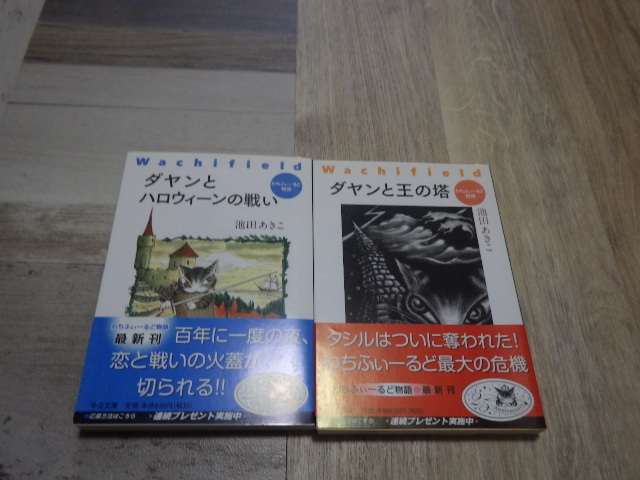 Wachifield
ダヤンと
ハロウィーンの戦い
わちふぃーるど
物語
池田あきこ
わちふぃーるど物語
最新刊
百年に一度の夜、
恋と戦いの火蓋が
切られる!!
中公文庫
連続プレゼント実施中
Wachifield
ダヤンと王の塔
わちふぃーるど
物語
池田あきこ
タシルはついに奪われた!
わちふぃーるど最大の危機
わちふぃーるど物語●最新刊
連続プレゼント実施中